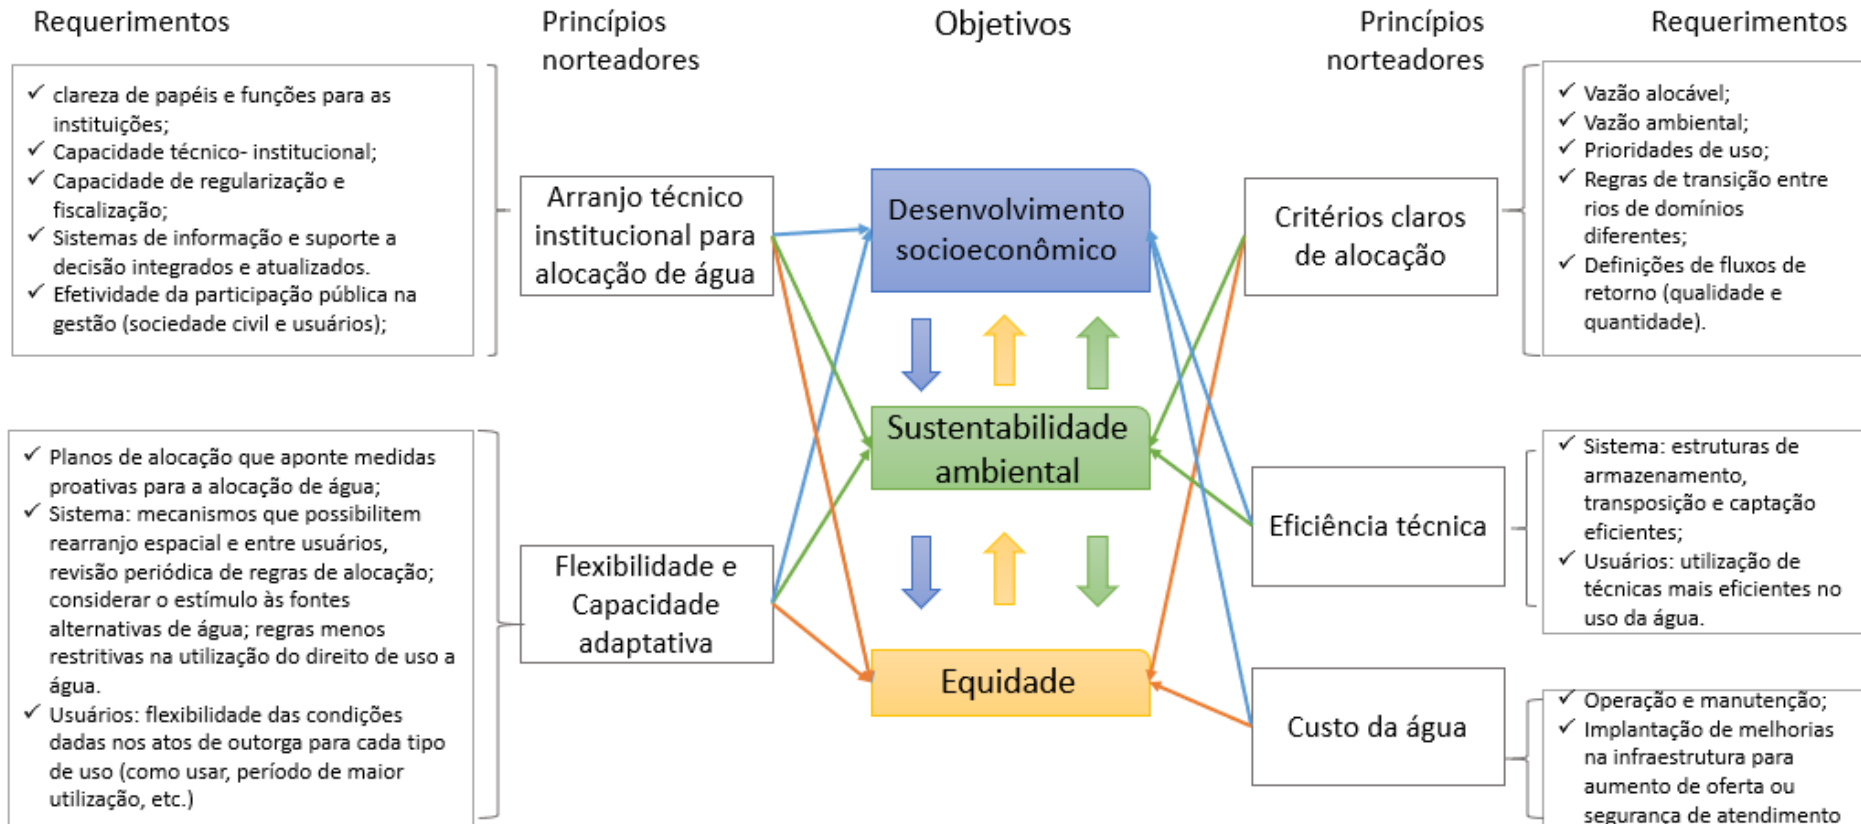 Requerimentos
Princípios
norteadores
Objetivos
Princípios
norteadores
Requerimentos
✓ clareza de papéis e funções para as
instituições;
✓ Capacidade técnico- institucional;
✓ Capacidade de regularização e
fiscalização;
✓ Sistemas de informação e suporte a
decisão integrados e atualizados.
✓ Efetividade da participação pública na
gestão (sociedade civil e usuários);
Arranjo técnico
institucional para
alocação de água
✓ Planos de alocação que aponte medidas
proativas para a alocação de água;
✓ Sistema: mecanismos que possibilitem
rearranjo espacial e entre usuários,
revisão periódica de regras de alocação;
considerar o estímulo às fontes
alternativas de água; regras menos
restritivas na utilização do direito de uso a
água.
✓ Usuários: flexibilidade das condições
dadas nos atos de outorga para cada tipo
de uso (como usar, período de maior
utilização, etc.)
Flexibilidade e
Capacidade
adaptativa
Desenvolvimento
socioeconômico
Sustentabilidade
ambiental
Equidade
Critérios claros
de alocação
✓ Vazão alocável;
✓ Vazão ambiental;
✓ Prioridades de uso;
✓ Regras de transição entre
rios de domínios
diferentes;
✓ Definições de fluxos de
retorno (qualidade e
quantidade).
Eficiência técnica
✓ Sistema: estruturas de
armazenamento,
transposição e captação
eficientes;
✓ Usuários: utilização de
técnicas mais eficientes no
uso da água.
Custo da água
✓ Operação e manutenção;
✓ Implantação de melhorias
na infraestrutura para
aumento de oferta ou
segurança de atendimento